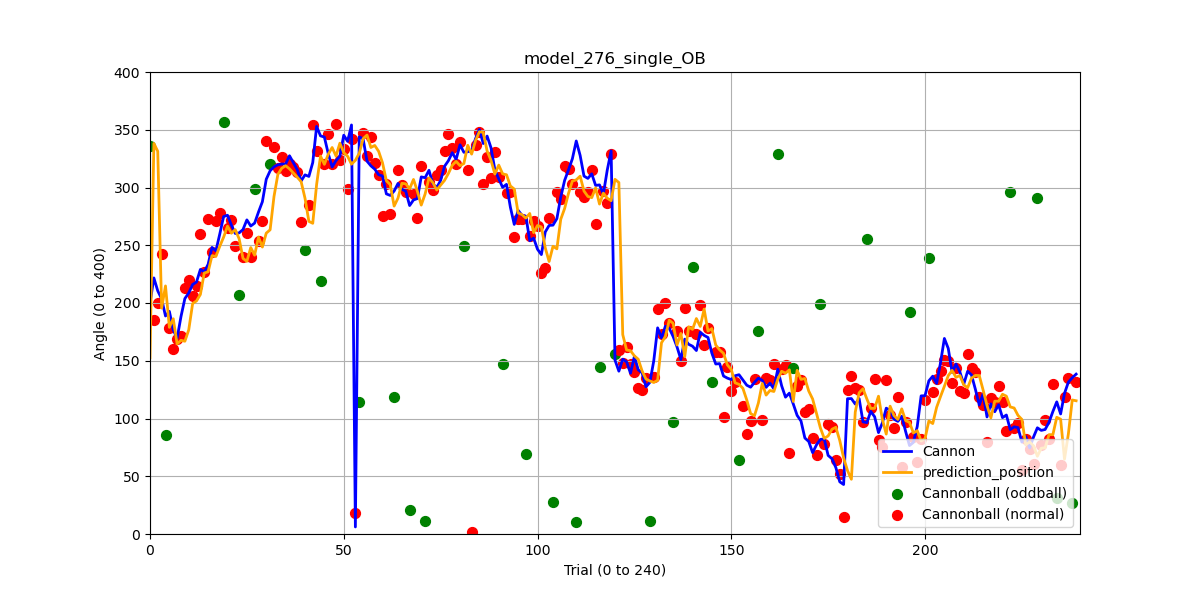 model_276_single_OB
Angle (0 to 400)
400
350
300
250
200
150
100
50
0
0
50
100
150
200
Trial (0 to 240)
Cannon
prediction_position
Cannonball (oddball)
Cannonball (normal)